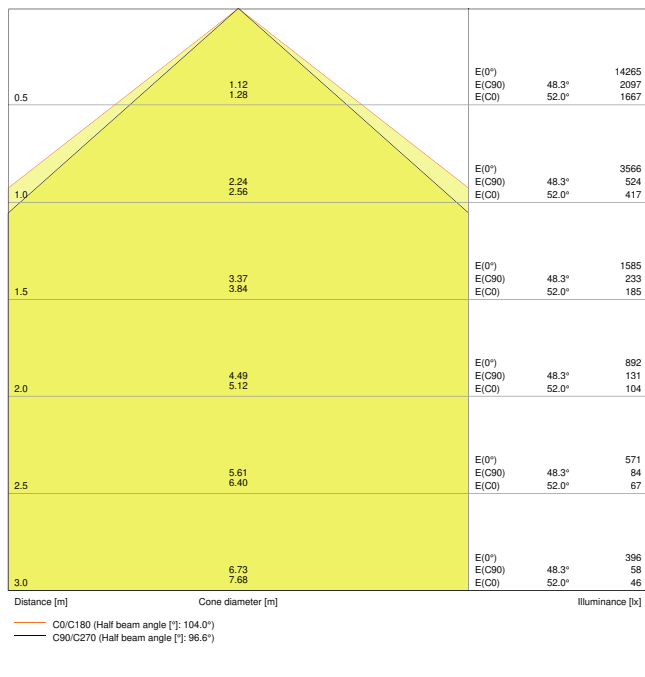 E(0°) 14265
1.12 E(C90) 48.3° 2097
0.5 1.28 E(C0) 52.0° 1667
E(0°) 3566
2.24 E(C90) 48.3° 524
1.0 2.56 E(C0) 52.0° 417
E(0°) 1585
3.37 E(C90) 48.3° 233
1.5 3.84 E(C0) 52.0° 185
E(0°) 892
4.49 E(C90) 48.3° 131
2.0 5.12 E(C0) 52.0° 104
E(0°) 571
5.61 E(C90) 48.3° 84
2.5 6.40 E(C0) 52.0° 67
E(0°) 396
6.73 E(C90) 48.3° 58
3.0 7.68 E(C0) 52.0° 46
Distance [m] Cone diameter [m] Illuminance [lx]
C0/C180 (Half beam angle [°]: 104.0°)
C90/C270 (Half beam angle [°]: 96.6°)